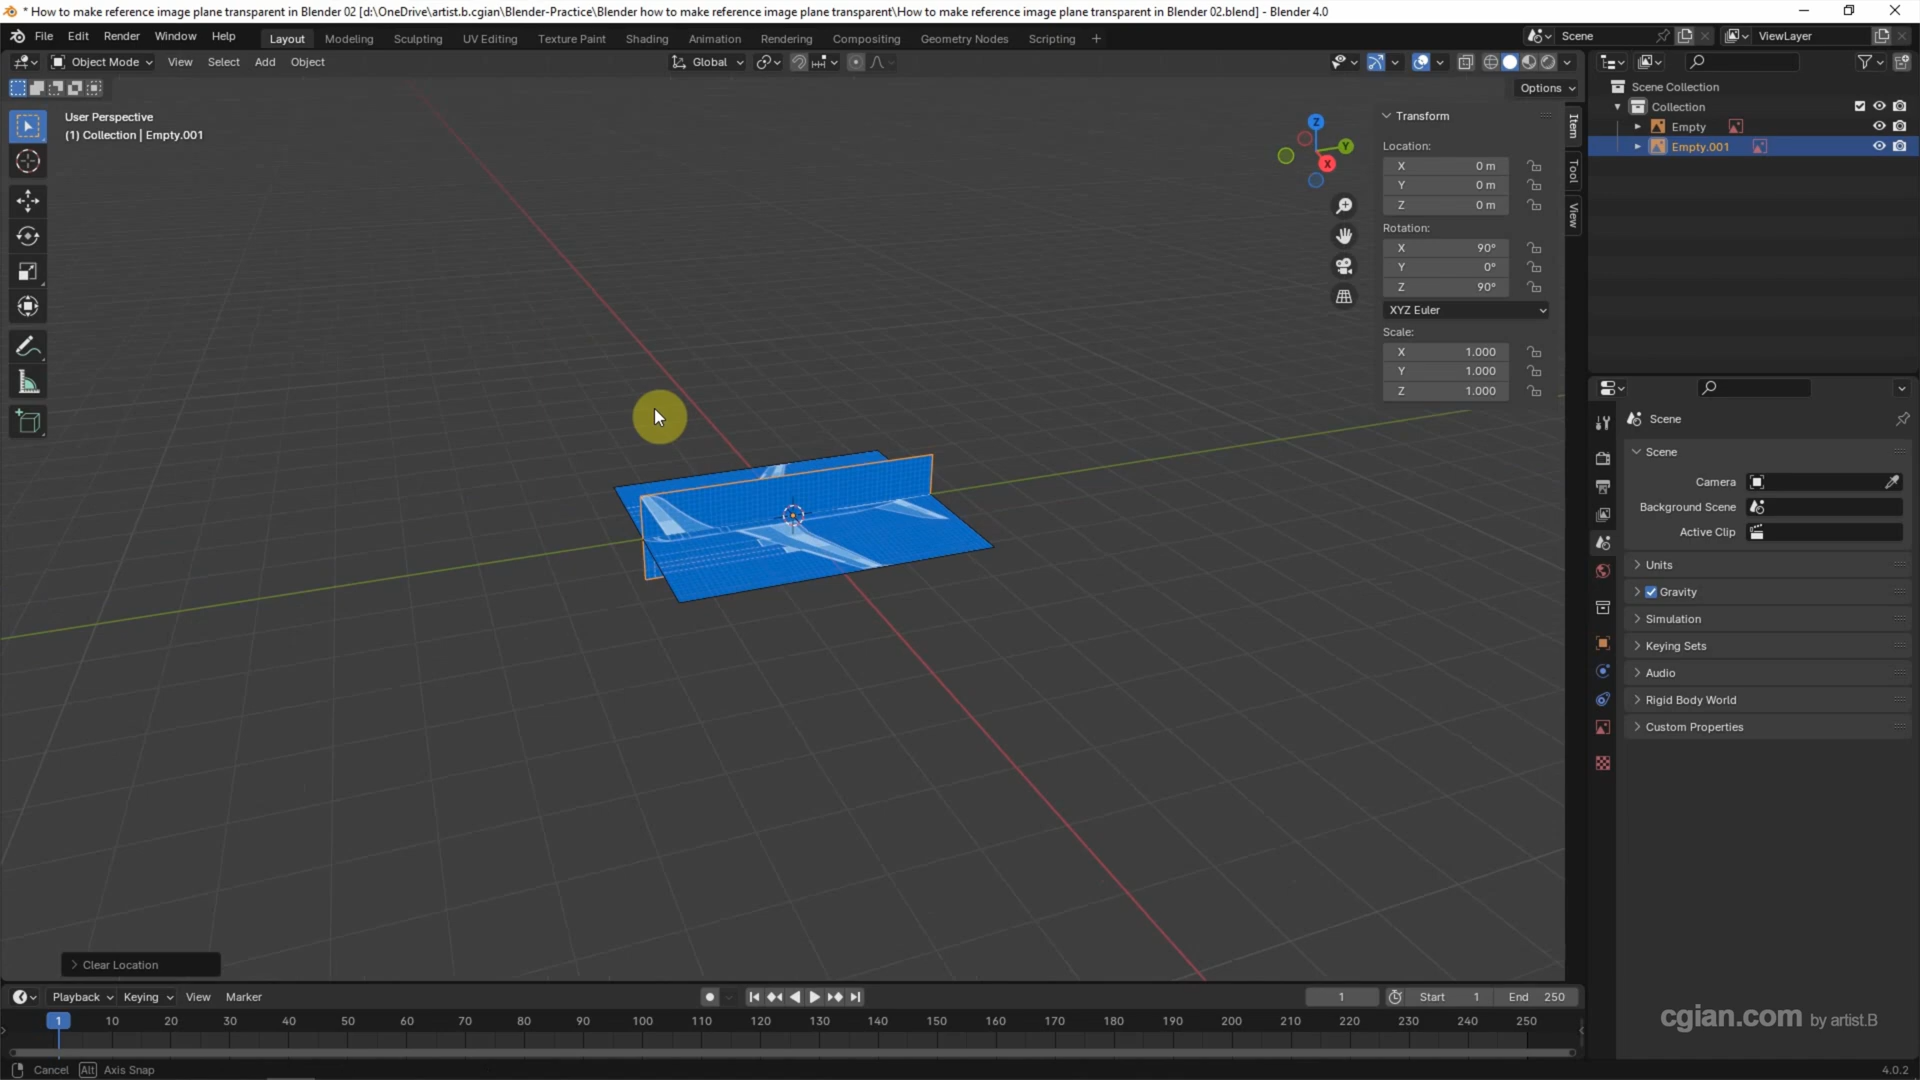 * How to make reference image plane transparent in Blender 02 [d:\OneDrive\artist.b.cgian\Blender-Practice\Blender how to make reference image plane transparent\How to make reference image plane transparent in Blender 02.blend] - Blender 4.0
File Edit Render Window Help Layout Modeling Sculpting UV Editing Texture Paint Shading Animation Rendering Compositing Geometry Nodes Scripting + Scene ViewLayer
Object Mode View Select Add Object Global
Options
User Perspective
(1) Collection | Empty.001
Z
Y
X
Transform
Location:
X 0 m
Y 0 m
Z 0 m
Rotation:
X 90°
Y 0°
Z 90°
XYZ Euler
Scale:
X 1.000
Y 1.000
Z 1.000
Item
Tool
View
Scene Collection
Collection
Empty
Empty.001
Scene
Scene
Camera
Background Scene
Active Clip
Units
Gravity
Simulation
Keying Sets
Audio
Rigid Body World
Custom Properties
Clear Location
Playback Keying View Marker 1 Start 1 End 250
1 10 20 30 40 50 60 70 80 90 100 110 120 130 140 150 160 170 180 190 200 210 220 230 240 250
cgian.com by artist.B
Cancel Alt Axis Snap 4.0.2